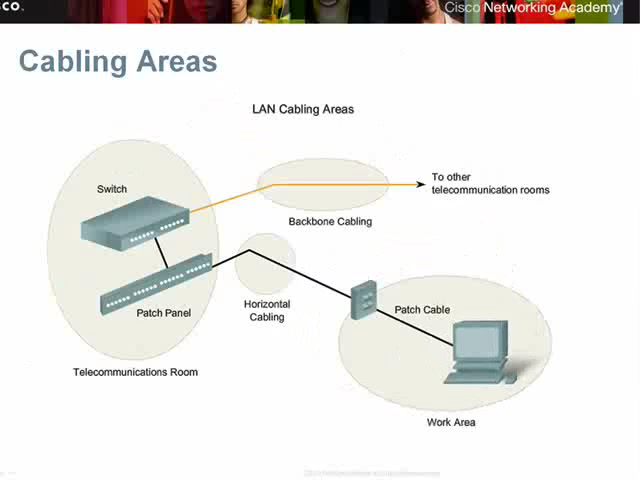 sco.
Cisco Networking Academy
Cabling Areas
LAN Cabling Areas
Switch
To other
telecommunication rooms
Backbone Cabling
Patch Panel
Horizontal
Cabling
Patch Cable
Telecommunications Room
Work Area